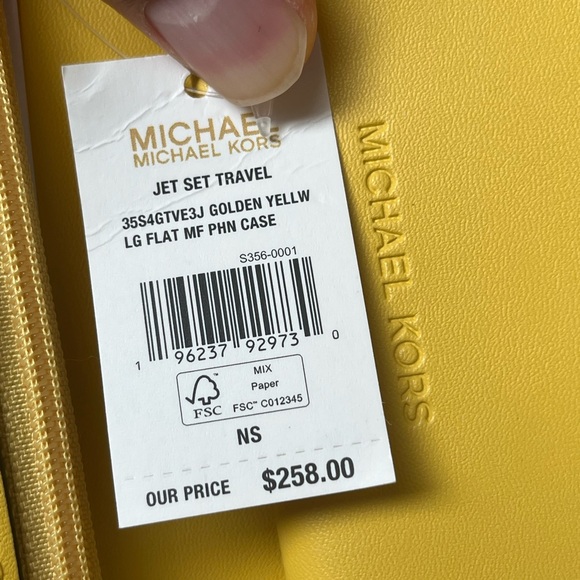 MICHAEL
MICHAEL KORS
JET SET TRAVEL
35S4GTVE3J GOLDEN YELLW
LG FLAT MF PHN CASE
S356-0001
1 96237 92973 0
MIX
Paper
FSC™ C012345
FSC
NS
OUR PRICE $258.00
MICHAEL KORS